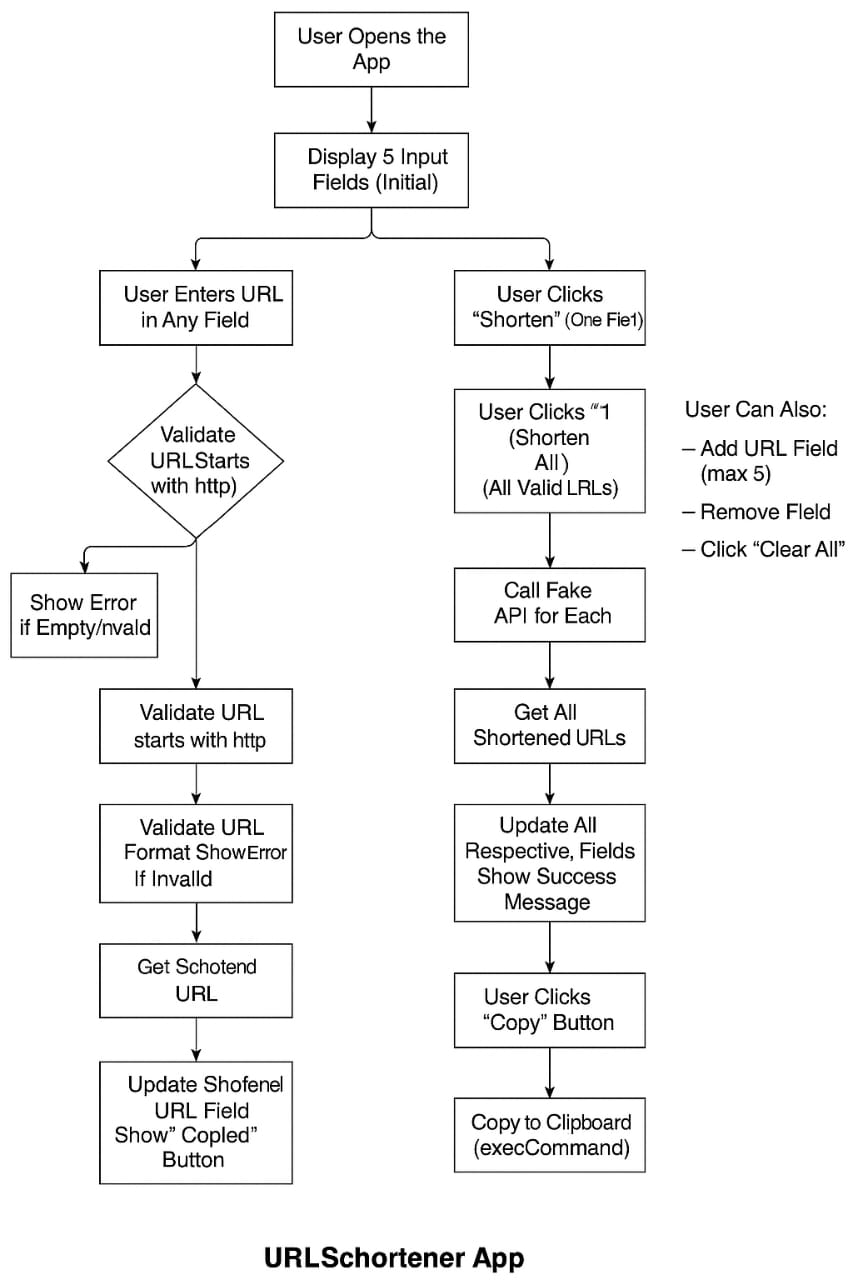 User Opens the
App
Display 5 Input
Fields (Initial)
User Enters URL
in Any Field
Validate
URLStarts
with http)
Show Error
if Empty/nvald
Validate URL
starts with http
Validate URL
Format ShowError
If Invalld
Get Schotend
URL
Update Shofenel
URL Field
Show” Copled”
Button
User Clicks
“Shorten” (One Fie1)
User Clicks “‘1
(Shorten
All)
(All Valid LRLs)
Call Fake
API for Each
Get All
Shortened URLs
Update All
Respective, Fields
Show Success
Message
User Clicks
“Copy” Button
Copy to Clipboard
(execCommand)
User Can Also:
– Add URL Field
(max 5)
– Remove Fleld
– Click “Clear All”
URLSchortener App